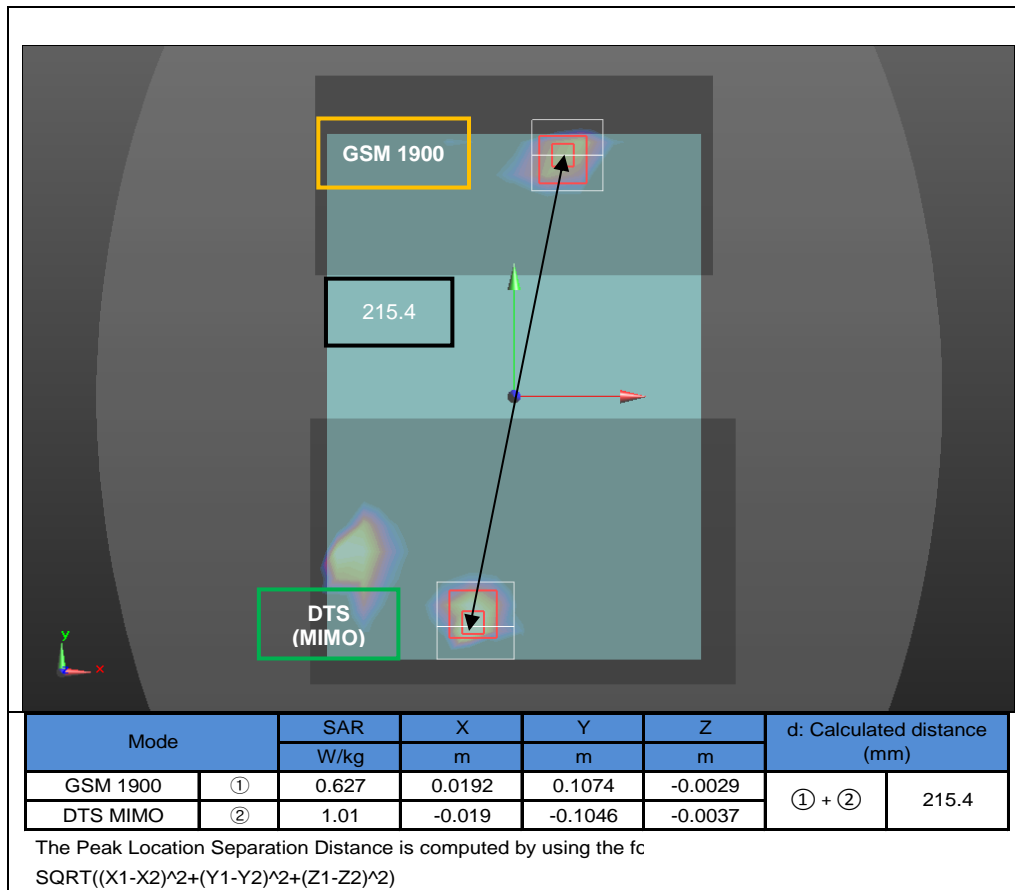 GSM 1900
215.4
DTS
(MIMO)
y
x
Mode SAR X Y Z d: Calculated distance
(mm)
W/kg m m m
GSM 1900 ① 0.627 0.0192 0.1074 -0.0029 ① + ② 215.4
DTS MIMO ② 1.01 -0.019 -0.1046 -0.0037
The Peak Location Separation Distance is computed by using the fo
SQRT((X1-X2)^2+(Y1-Y2)^2+(Z1-Z2)^2)